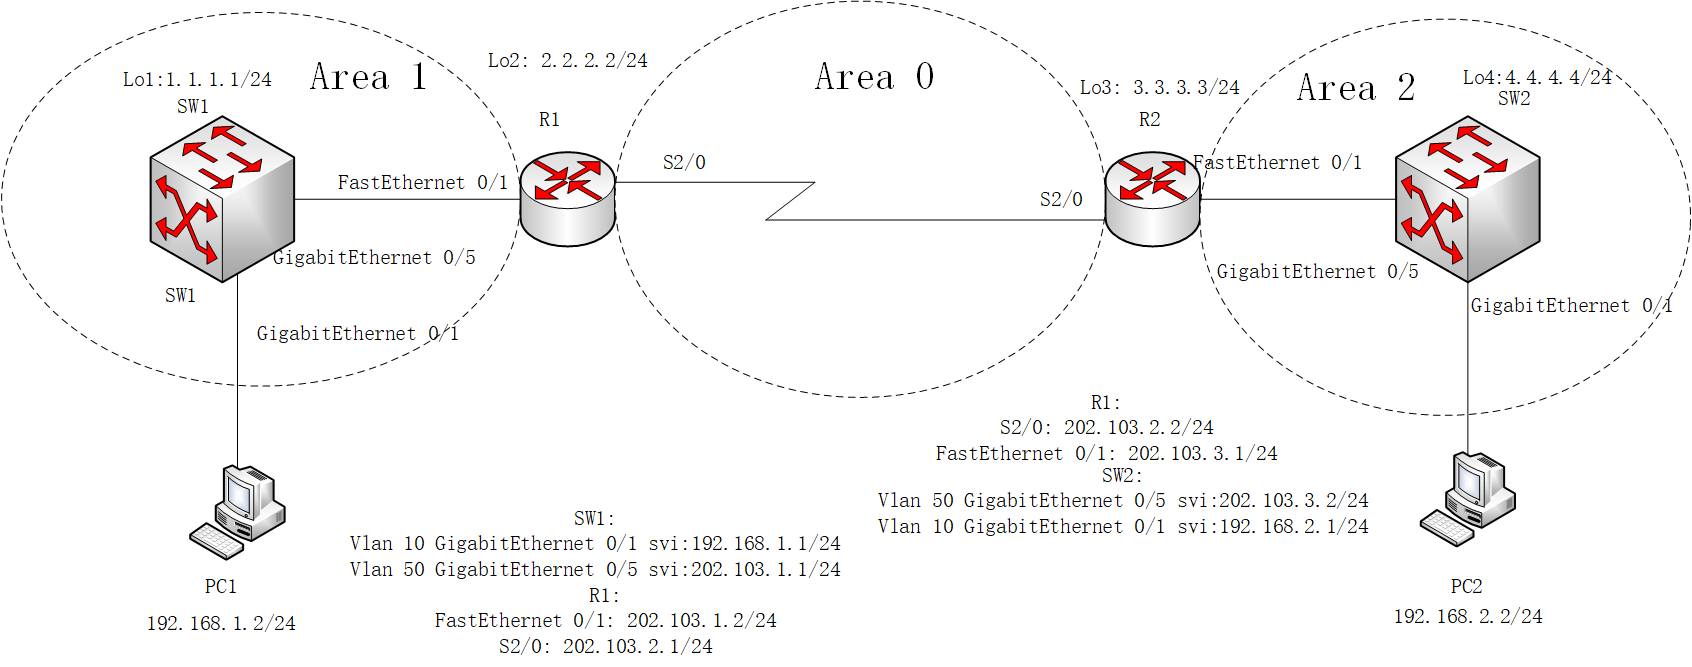 Area 1
Lo1:1.1.1.1/24
SW1
Lo2: 2.2.2.2/24
R1
FastEthernet 0/1
GigabitEthernet 0/5
SW1
GigabitEthernet 0/1
Area 0
S2/0
S2/0
Lo3: 3.3.3.3/24
R2
Area 2
Lo4:4.4.4.4/24
SW2
FastEthernet 0/1
GigabitEthernet 0/5
GigabitEthernet 0/1
R1:
S2/0: 202.103.2.2/24
FastEthernet 0/1: 202.103.3.1/24
SW2:
Vlan 50 GigabitEthernet 0/5 svi:202.103.3.2/24
Vlan 10 GigabitEthernet 0/1 svi:192.168.2.1/24
SW1:
Vlan 10 GigabitEthernet 0/1 svi:192.168.1.1/24
Vlan 50 GigabitEthernet 0/5 svi:202.103.1.1/24
R1:
FastEthernet 0/1: 202.103.1.2/24
S2/0: 202.103.2.1/24
PC1
192.168.1.2/24
PC2
192.168.2.2/24